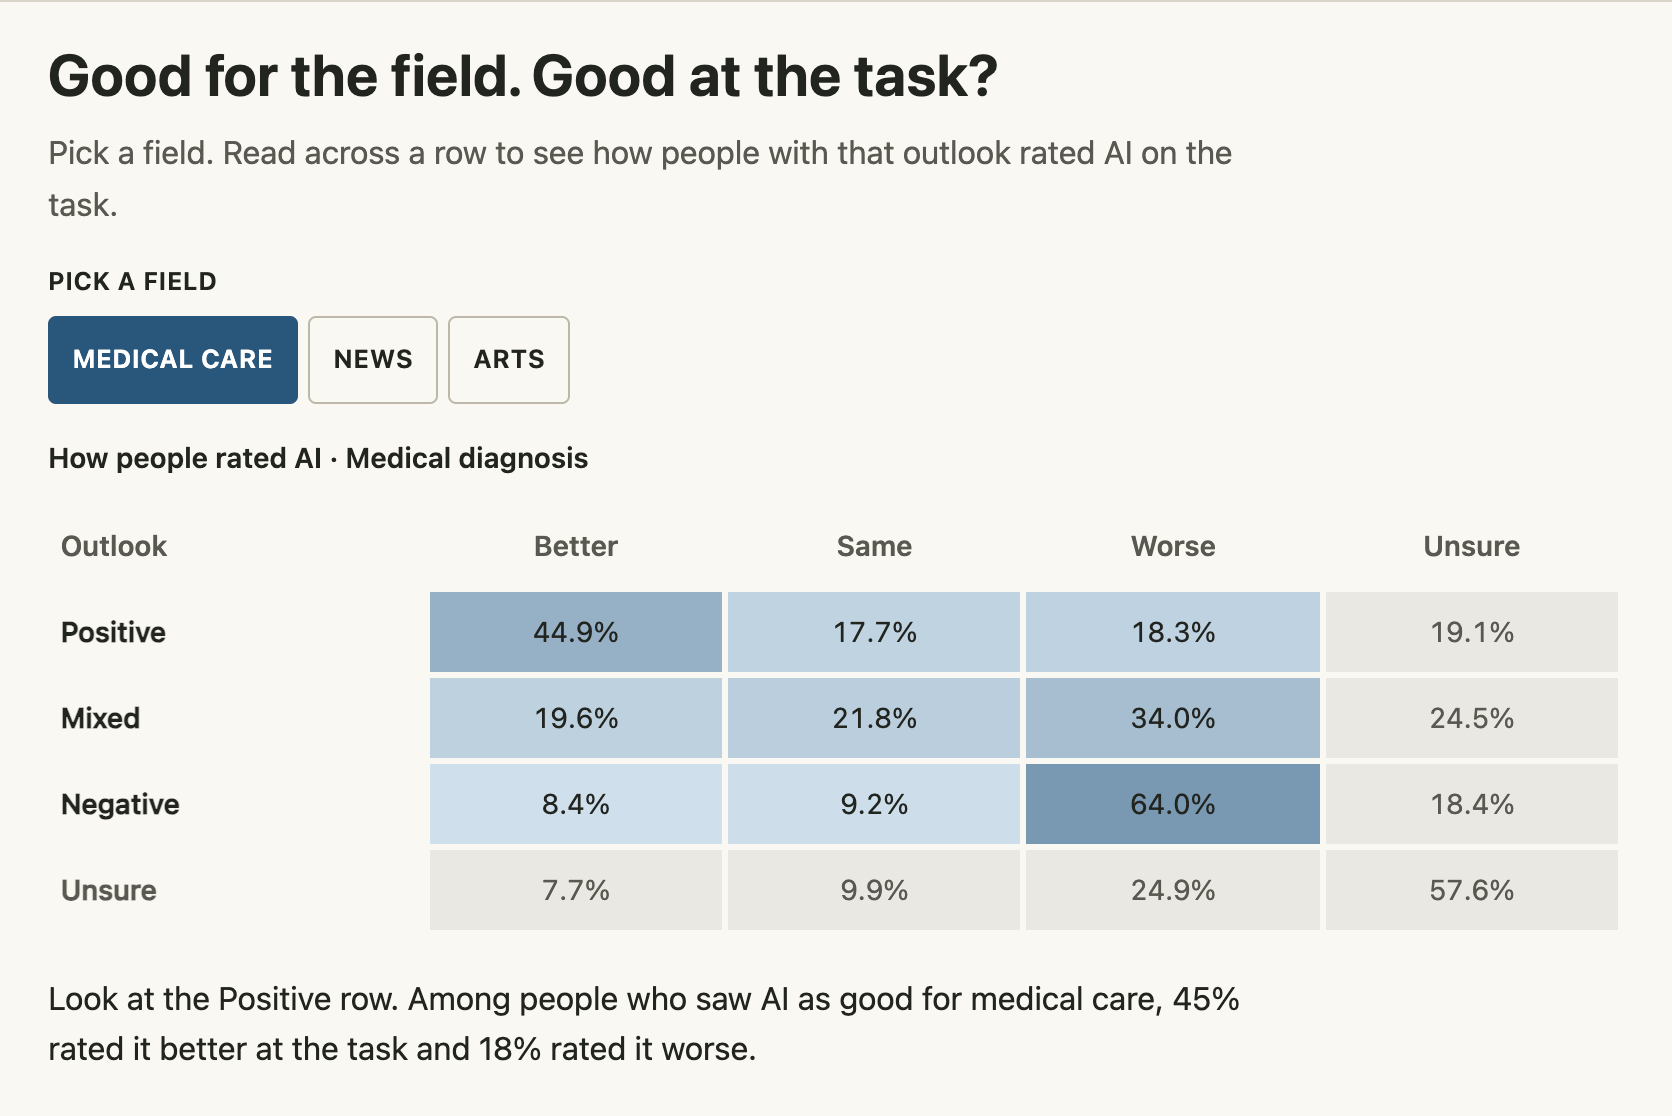 Good for the field. Good at the task?
Pick a field. Read across a row to see how people with that outlook rated AI on the
task.
PICK A FIELD
MEDICAL CARE NEWS ARTS
How people rated AI · Medical diagnosis
Outlook Better Same Worse Unsure
Positive 44.9% 17.7% 18.3% 19.1%
Mixed 19.6% 21.8% 34.0% 24.5%
Negative 8.4% 9.2% 64.0% 18.4%
Unsure 7.7% 9.9% 24.9% 57.6%
Look at the Positive row. Among people who saw AI as good for medical care, 45%
rated it better at the task and 18% rated it worse.